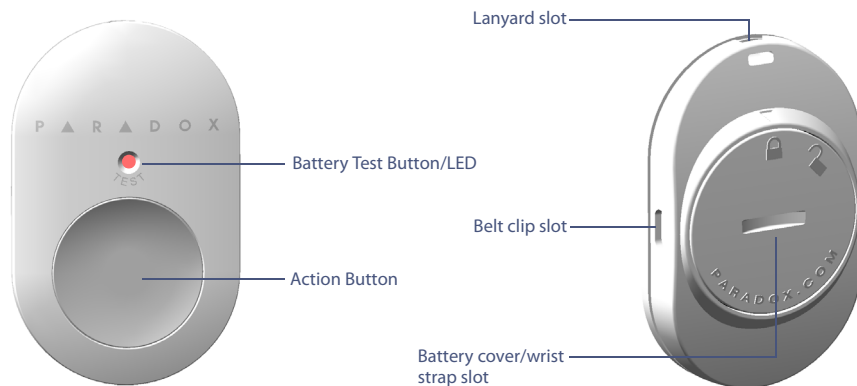 Lanyard slot
PARADOX
Battery Test Button/LED
TEST
Belt clip slot
Action Button
PARADOX.COM
Battery cover/wrist
strap slot